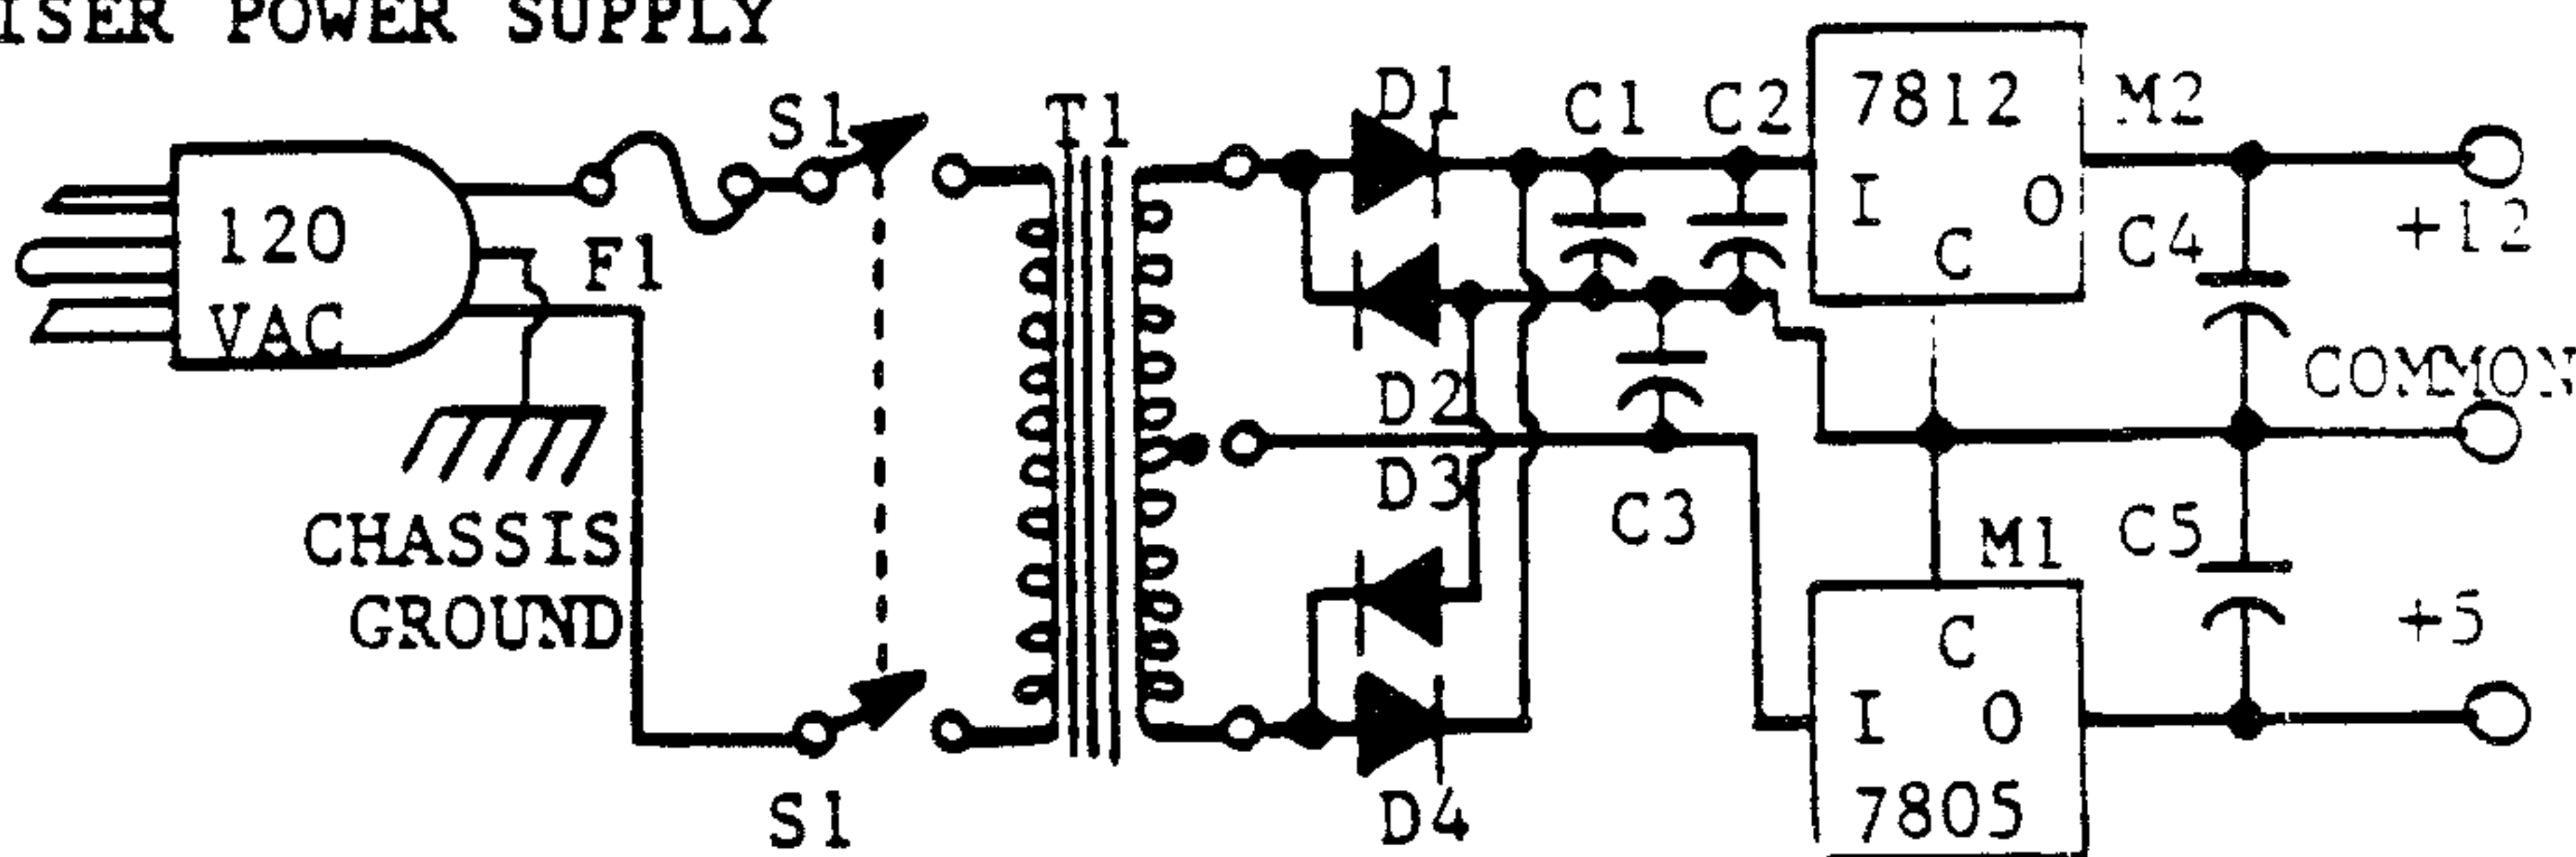 ISER POWER SUPPLY
S1
T1
D1
C1
C2
7812
M2
I
O
C
C4
+12
120
VAC
F1
D2
COMMON
D3
C3
CHASSIS
GROUND
M1
C5
C
+5
I
O
7805
S1
D4